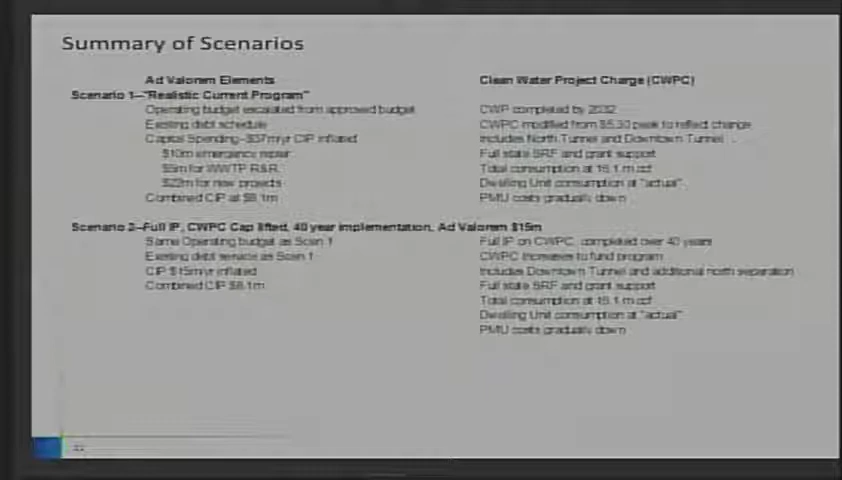 Summary of Scenarios
Ad Valorem Elements
Clean Water Project Charge (CWPC)
Scenario 1--"Realistic Current Program"
Operating budget escalated from approved budget
CWP completed by 2032
Existing debt schedule
CWPC modified from $5.30 peak to reflect change
Capital Spending--$37m/yr CIP inflated
Includes North Tunnel and Downtown Tunnel
$10m emergency repair
Full state SRF and grant support
$5m for WWTP R&R
Total consumption at 16.1 m ccf
$22m for new projects
Dwelling Unit consumption at "actual"
Combined CIP at $8.1m
PMU costs gradually down
Scenario 2--Full IP, CWPC Cap lifted, 40 year implementation, Ad Valorem $15m
Same Operating budget as Scen 1
Full IP on CWPC, completed over 40 years
Existing debt service as Scen 1
CWPC Increases to fund program
CIP $15m/yr inflated
Includes Downtown Tunnel and additional north separation
Combined CIP $8.1m
Full state SRF and grant support
Total consumption at 16.1 m ccf
Dwelling Unit consumption at "actual"
PMU costs gradually down